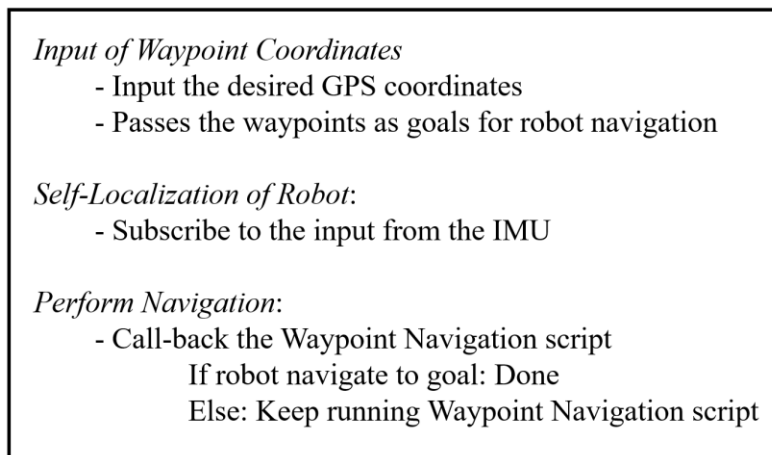 Input of Waypoint Coordinates
- Input the desired GPS coordinates
- Passes the waypoints as goals for robot navigation
Self-Localization of Robot:
- Subscribe to the input from the IMU
Perform Navigation:
- Call-back the Waypoint Navigation script
If robot navigate to goal: Done
Else: Keep running Waypoint Navigation script